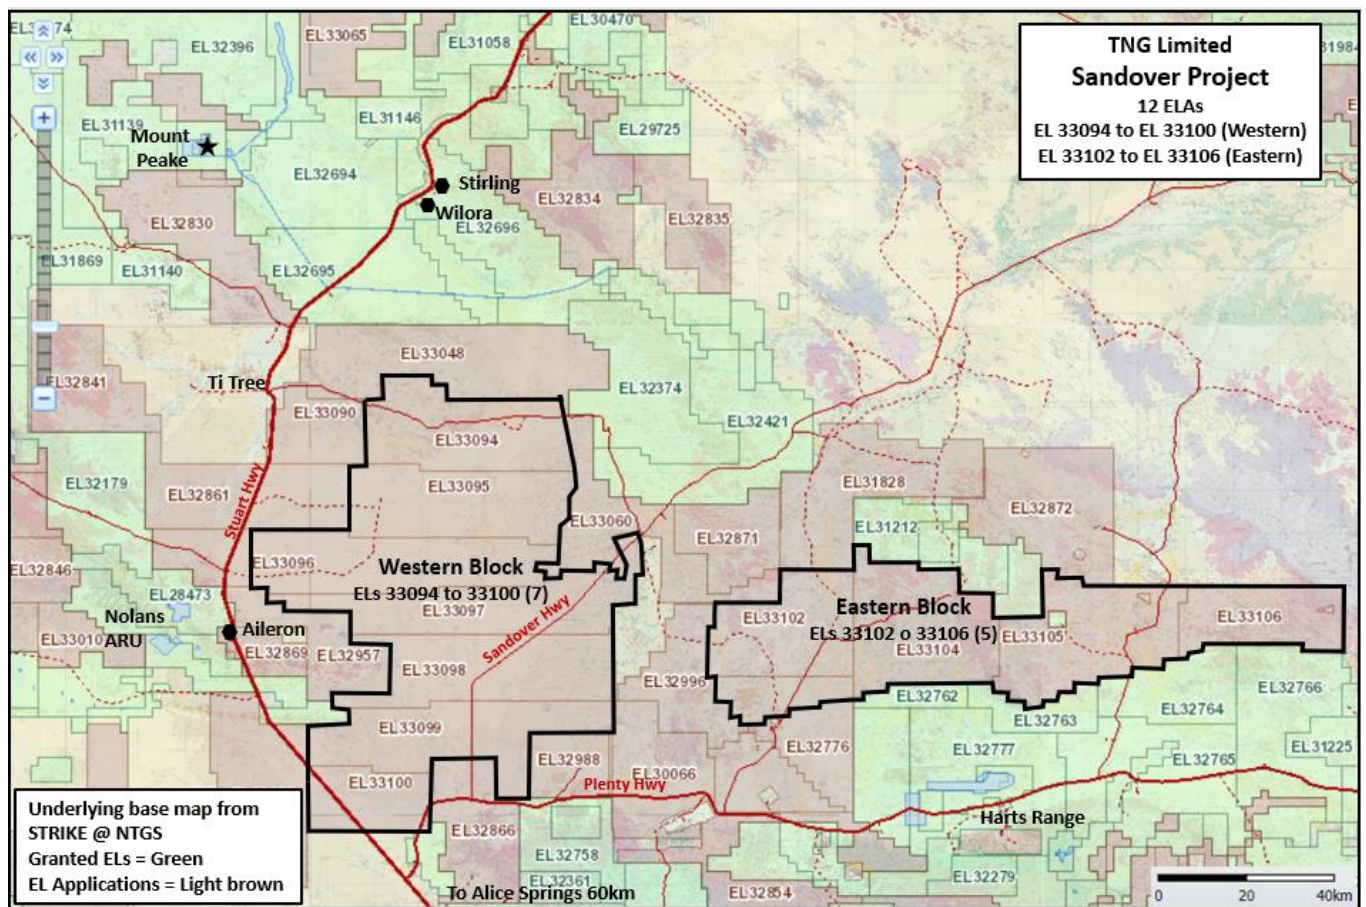 EL30470
EL33065
EL31058
EL32396
TNG Limited
Sandover Project
12 ELAs
EL 33094 to EL 33100 (Western)
EL 33102 to EL 33106 (Eastern)
EL31139
EL31146
EL29725
Mount
Peake
EL32694
Stirling
EL32834
Wilora
EL32835
EL32830
EL32696
EL31869
EL31140
EL32695
EL33048
Ti Tree
EL32841
EL32374
EL33090
EL32421
EL33094
EL32179
EL32861
EL33095
EL31828
Stuart Hwy
EL33060
EL32872
EL31212
EL32871
EL33096
Western Block
ELs 33094 to 33100 (7)
EL32846
EL28473
EL33097
Nolans
ARU
Aileron
EL33010
EL32869
EL32957
EL33098
Sandover Hwy
EL33102
Eastern Block
ELs 33102 o 33106 (5)
EL33104
EL33105
EL33106
EL32996
EL32762
EL32766
EL32763
EL32764
EL33099
EL32776
EL32777
EL32765
EL31225
EL33100
EL32988
EL30066
Plenty Hwy
Harts Range
Underlying base map from
STRIKE @ NTGS
Granted ELs = Green
EL Applications = Light brown
EL32866
EL32758
EL32361
To Alice Springs 60km
EL32854
EL32279
0
20
40km